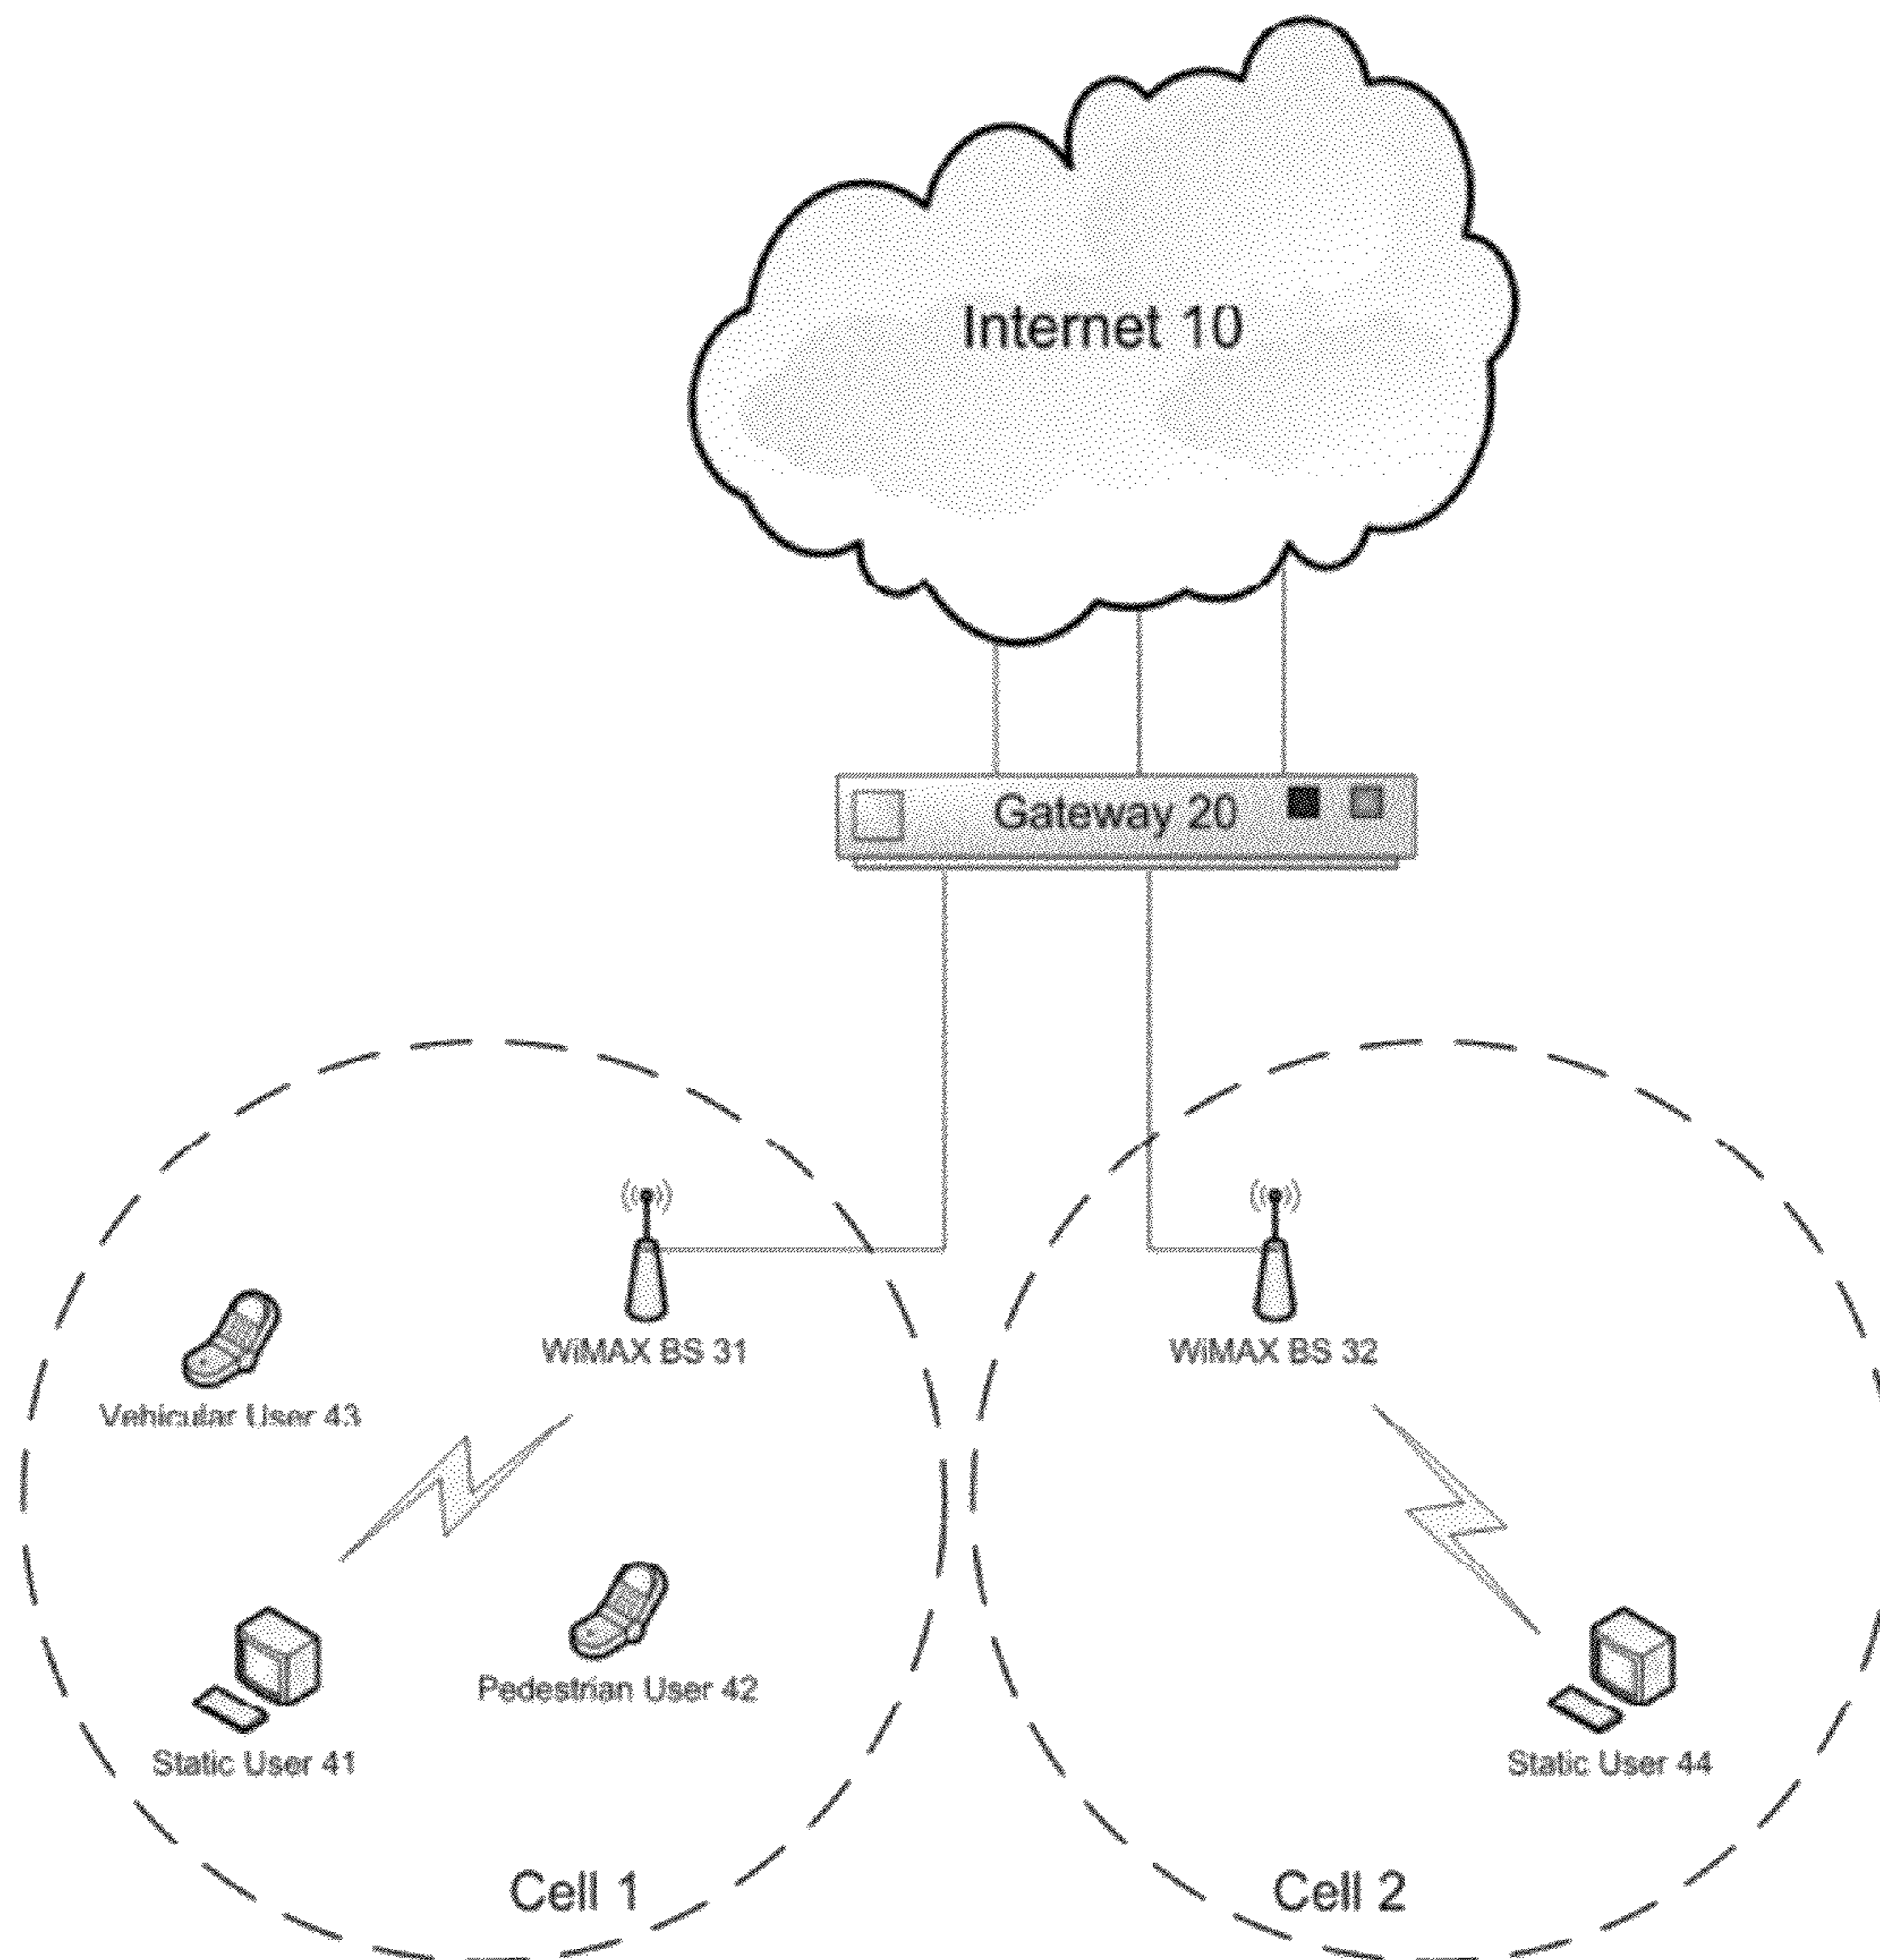 Internet 10
Gateway 20
WiMAX BS 31
WiMAX BS 32
Vehicular User 43
Pedestrian User 42
Static User 41
Static User 44
Cell 1
Cell 2